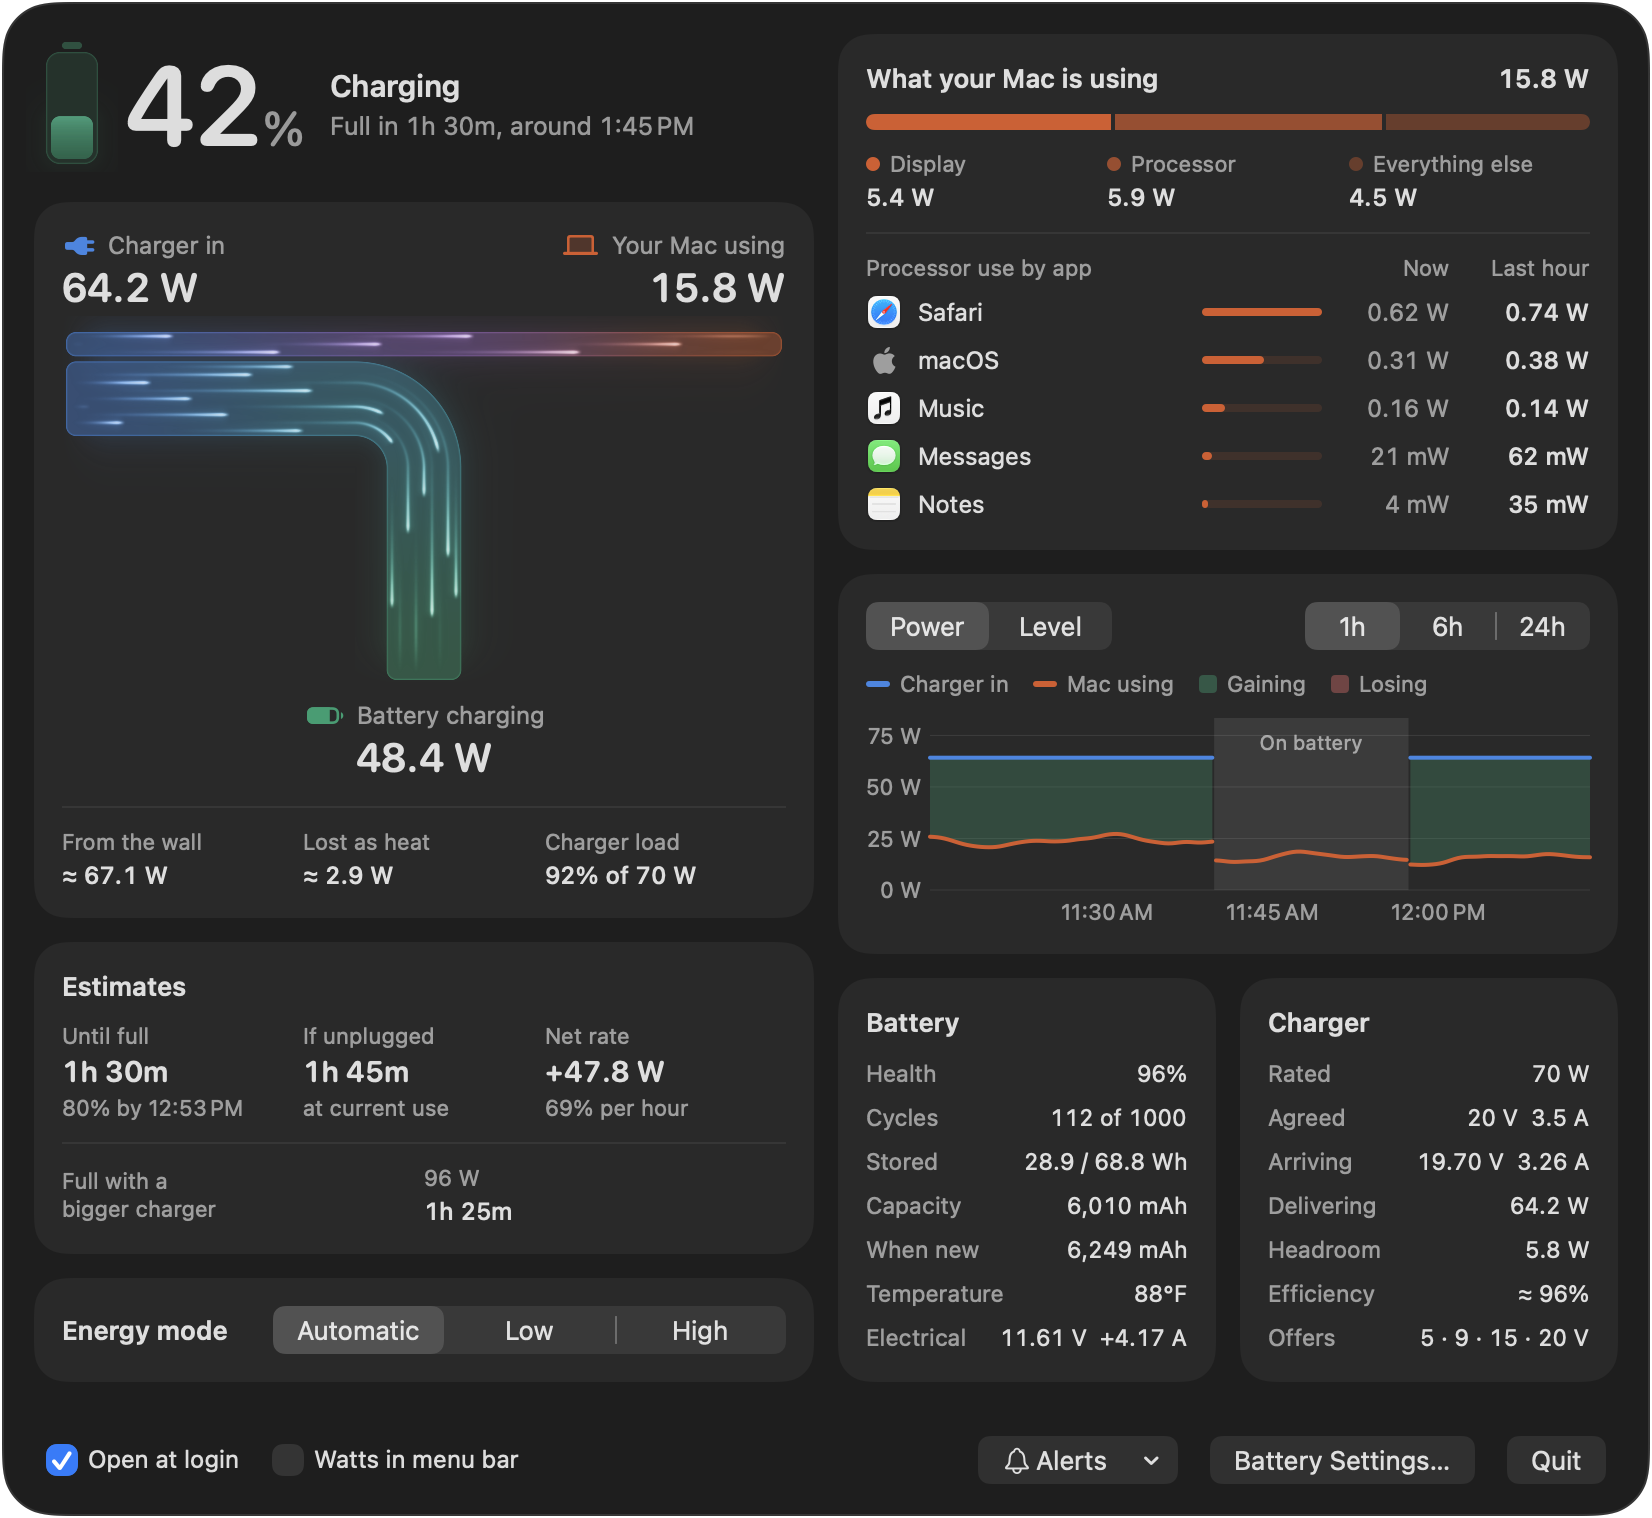 42%
Charging
Full in 1h 30m, around 1:45 PM
Charger in
64.2 W
Your Mac using
15.8 W
Battery charging
48.4 W
From the wall
≈ 67.1 W
Lost as heat
≈ 2.9 W
Charger load
92% of 70 W
Estimates
Until full
1h 30m
80% by 12:53 PM
If unplugged
1h 45m
at current use
Net rate
+47.8 W
69% per hour
Full with a
bigger charger
96 W
1h 25m
Energy mode
Automatic
Low
High
What your Mac is using
15.8 W
Display
5.4 W
Processor
5.9 W
Everything else
4.5 W
Processor use by app Now Last hour
Safari 0.62 W 0.74 W
macOS 0.31 W 0.38 W
Music 0.16 W 0.14 W
Messages 21 mW 62 mW
Notes 4 mW 35 mW
Power Level
1h 6h 24h
Charger in Mac using Gaining Losing
75 W
50 W
25 W
0 W
On battery
11:30 AM 11:45 AM 12:00 PM
Battery
Health 96%
Cycles 112 of 1000
Stored 28.9 / 68.8 Wh
Capacity 6,010 mAh
When new 6,249 mAh
Temperature 88°F
Electrical 11.61 V +4.17 A
Charger
Rated 70 W
Agreed 20 V 3.5 A
Arriving 19.70 V 3.26 A
Delivering 64.2 W
Headroom 5.8 W
Efficiency ≈ 96%
Offers 5 · 9 · 15 · 20 V
Open at login
Watts in menu bar
Alerts
Battery Settings...
Quit